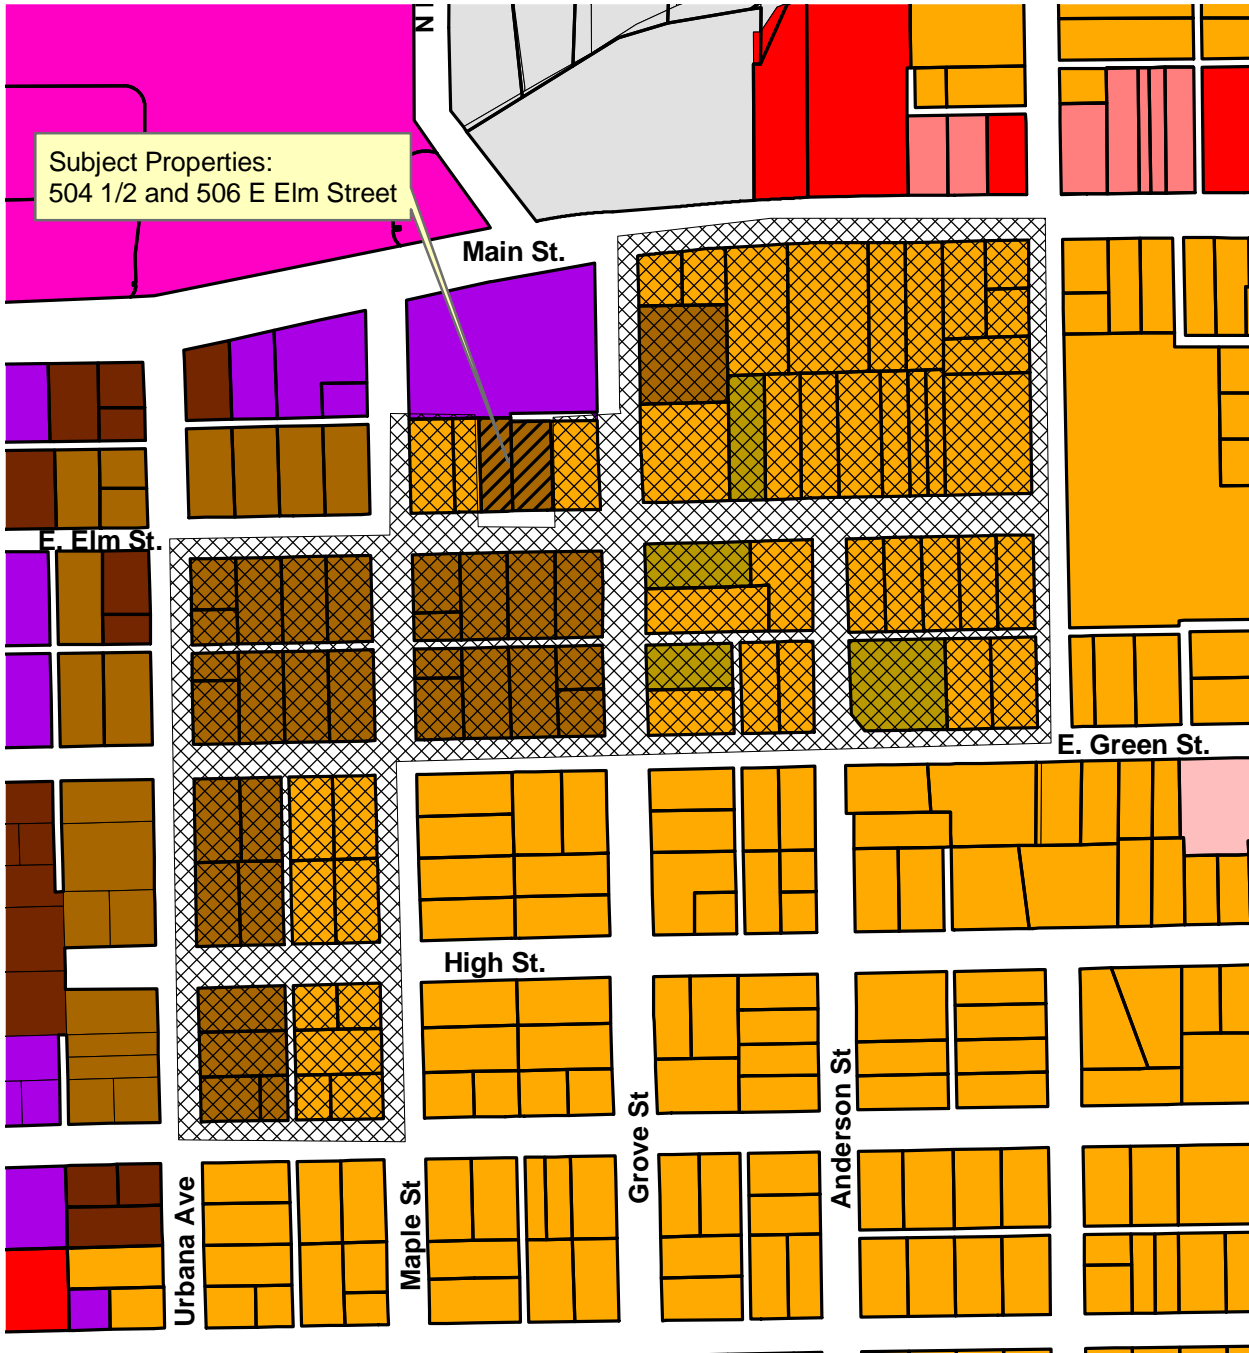 Subject Properties:
504 1/2 and 506 E Elm Street
Main St.
E. Elm St.
E. Green St.
High St.
Grove St
Anderson St
Urbana Ave
Maple St